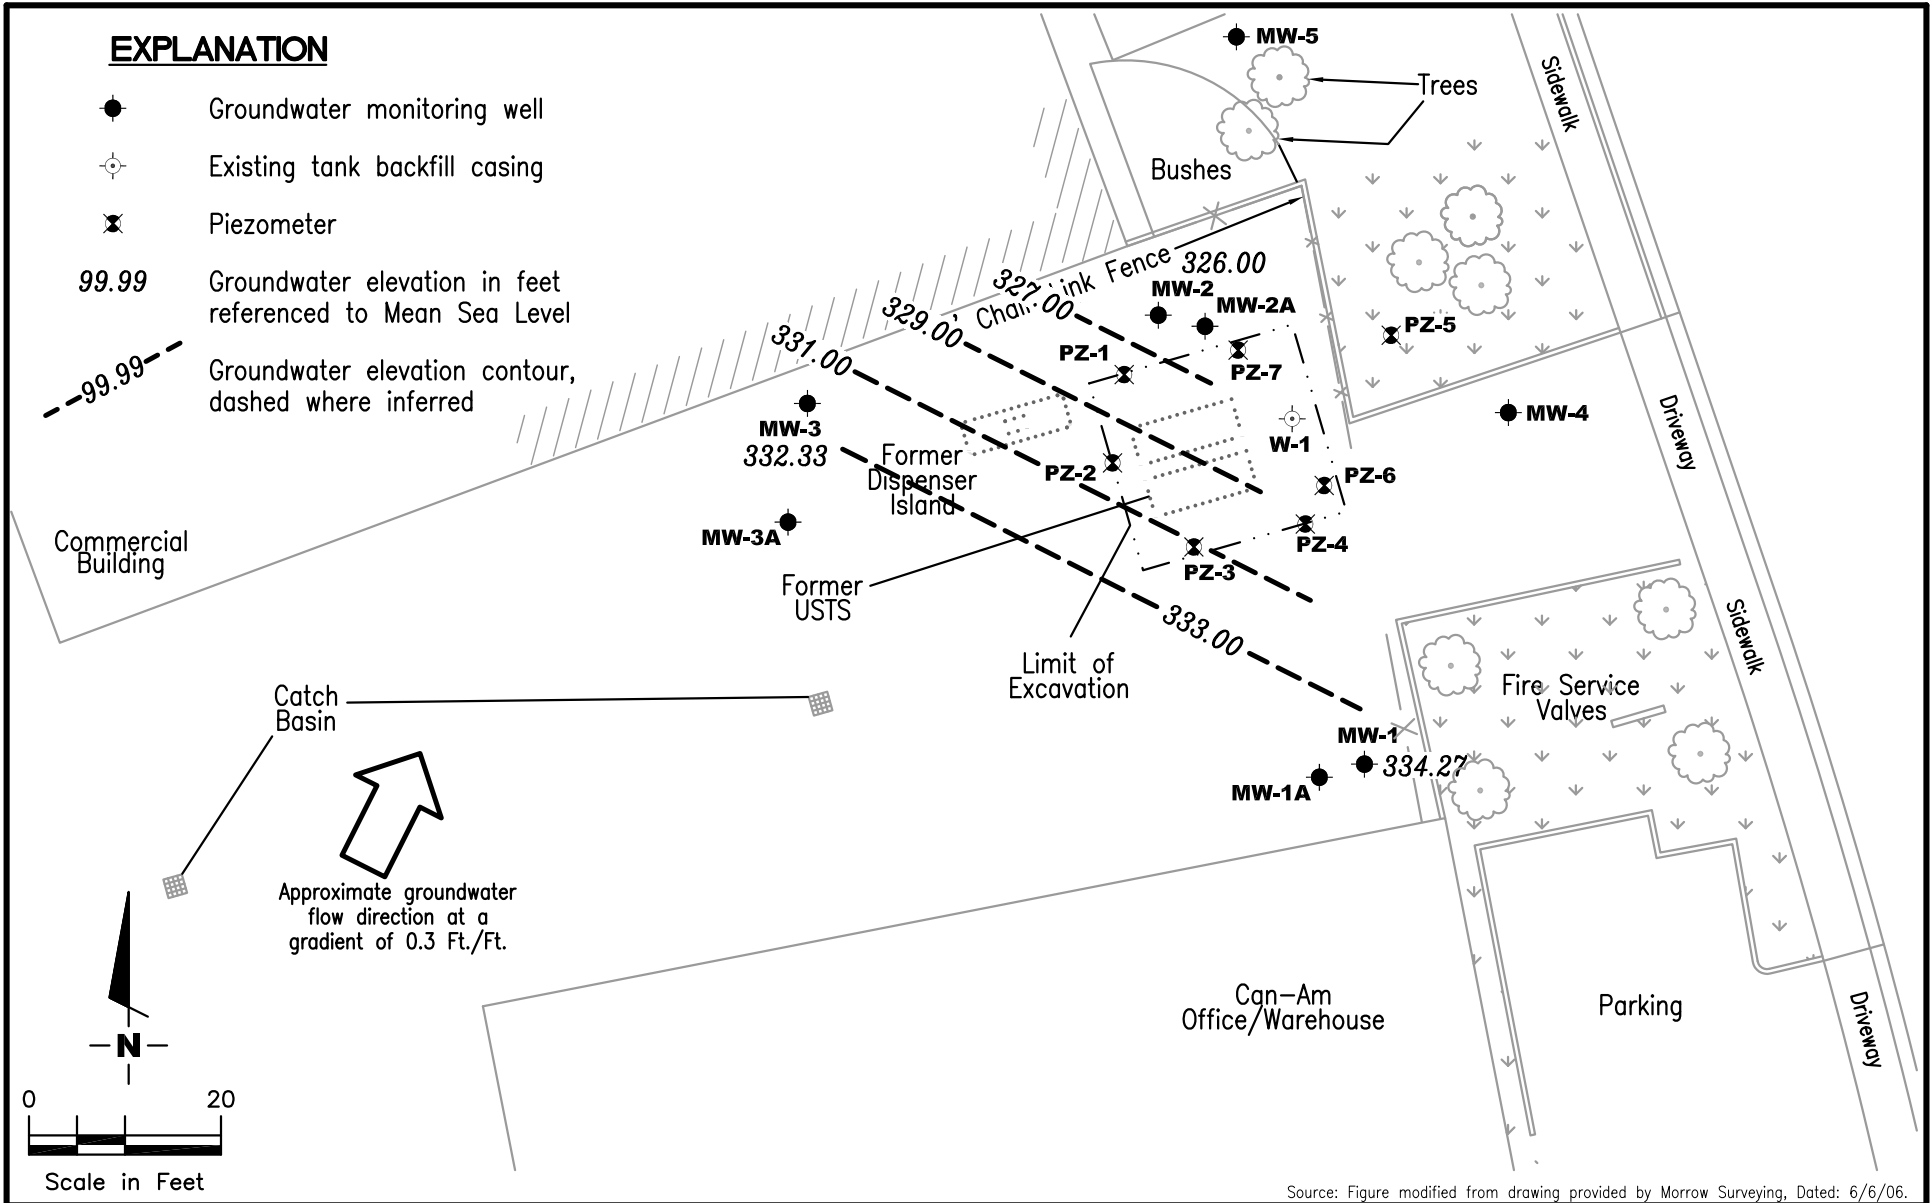 EXPLANATION
Groundwater monitoring well
Existing tank backfill casing
Piezometer
99.99
Groundwater elevation in feet
referenced to Mean Sea Level
99.99
Groundwater elevation contour,
dashed where inferred
MW-5
Trees
Bushes
Sidewalk
Chain Link Fence
326.00
327.00
329.00
331.00
MW-2
MW-2A
PZ-5
PZ-1
PZ-7
MW-3
332.33
W-1
MW-4
Driveway
Former
Dispenser
Island
PZ-2
PZ-6
MW-3A
PZ-4
PZ-3
Commercial
Building
Former
USTS
333.00
Limit of
Excavation
Sidewalk
Fire Service
Valves
Catch
Basin
MW-1
334.27
MW-1A
Approximate groundwater
flow direction at a
gradient of 0.3 Ft./Ft.
Can-Am
Office/Warehouse
Parking
Driveway
N
0 20
Scale in Feet
Source: Figure modified from drawing provided by Morrow Surveying, Dated: 6/6/06.